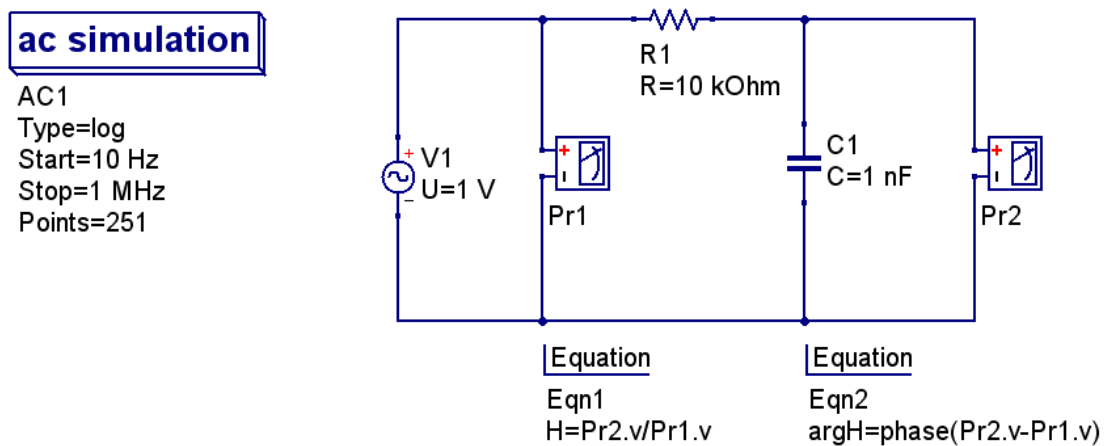 ac simulation
AC1
Type=log
Start=10 Hz
Stop=1 MHz
Points=251
R1
R=10 kOhm
V1
U=1 V
Pr1
C1
C=1 nF
Pr2
Equation
Eqn1
H=Pr2.v/Pr1.v
Equation
Eqn2
argH=phase(Pr2.v-Pr1.v)